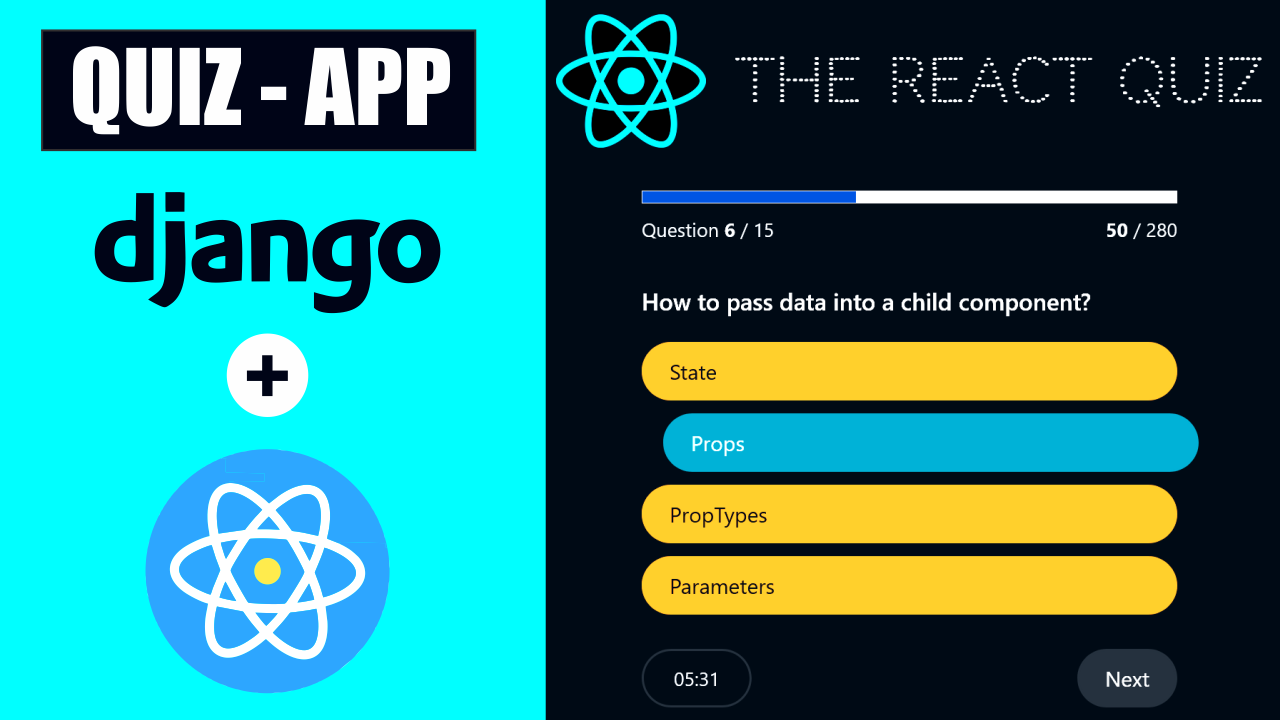 QUIZ - APP
django
+
THE REACT QUIZ
Question 6 / 15
50 / 280
How to pass data into a child component?
State
Props
PropTypes
Parameters
05:31
Next